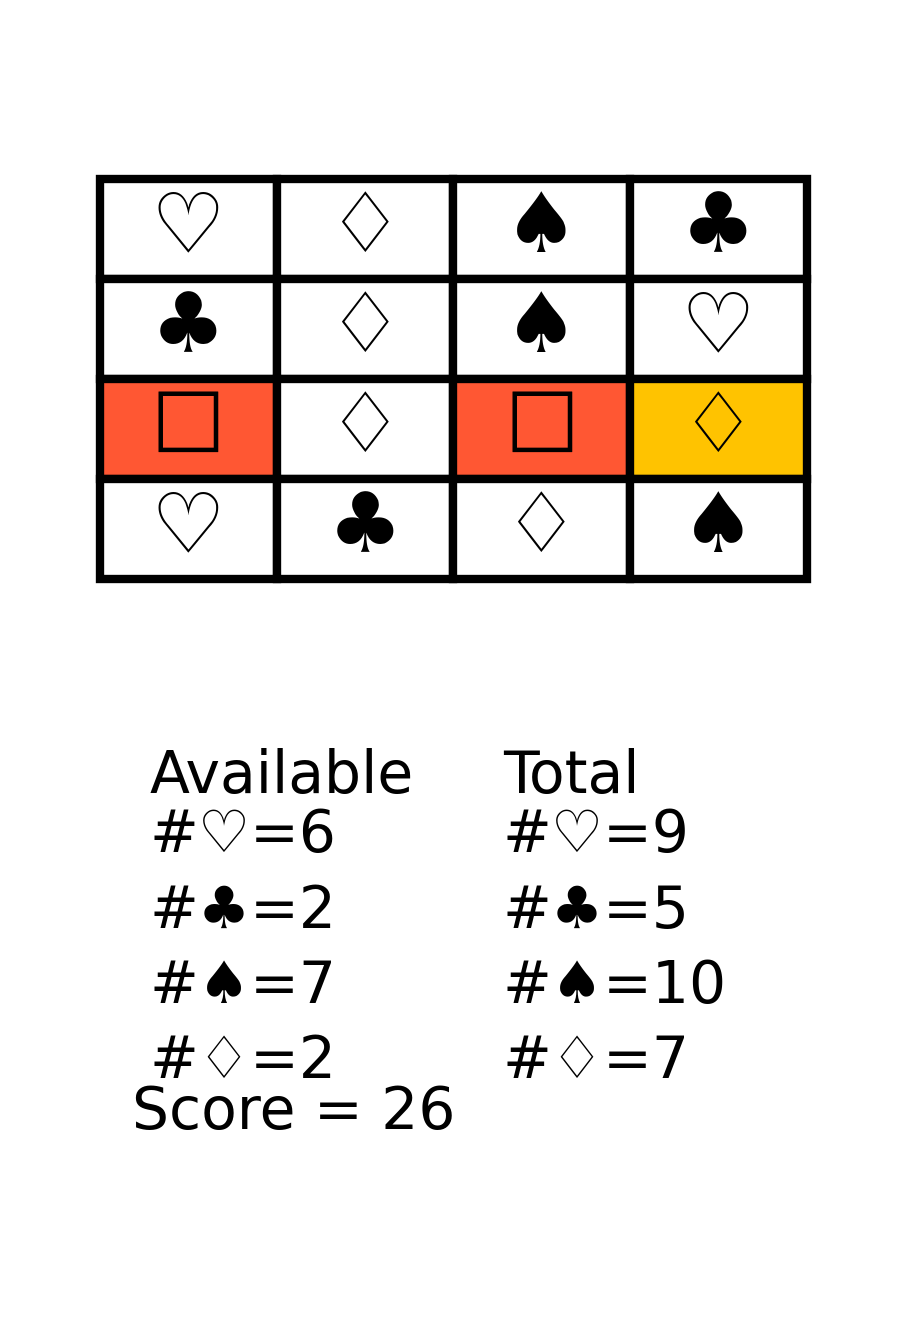 ♡ ♢ ♠ ♣
♣ ♢ ♠ ♡
□ ♢ □ ♢
♡ ♣ ♢ ♠
Available Total
#♡=6 #♡=9
#♣=2 #♣=5
#♠=7 #♠=10
#♢=2 #♢=7
Score = 26